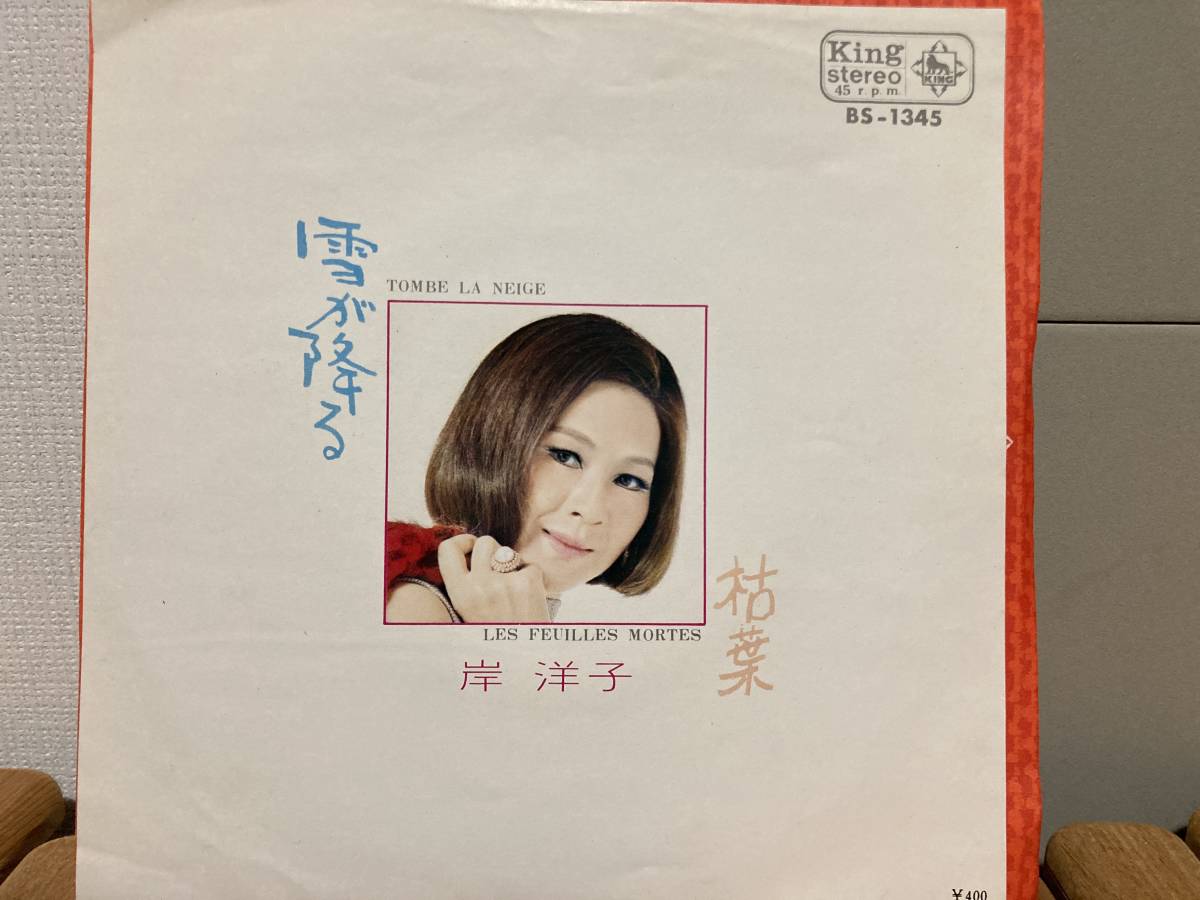 King
stereo
45 r.p.m.
KING
BS-1345
雪が降る
TOMBE LA NEIGE
LES FEUILLES MORTES
枯葉
岸 洋子
¥400